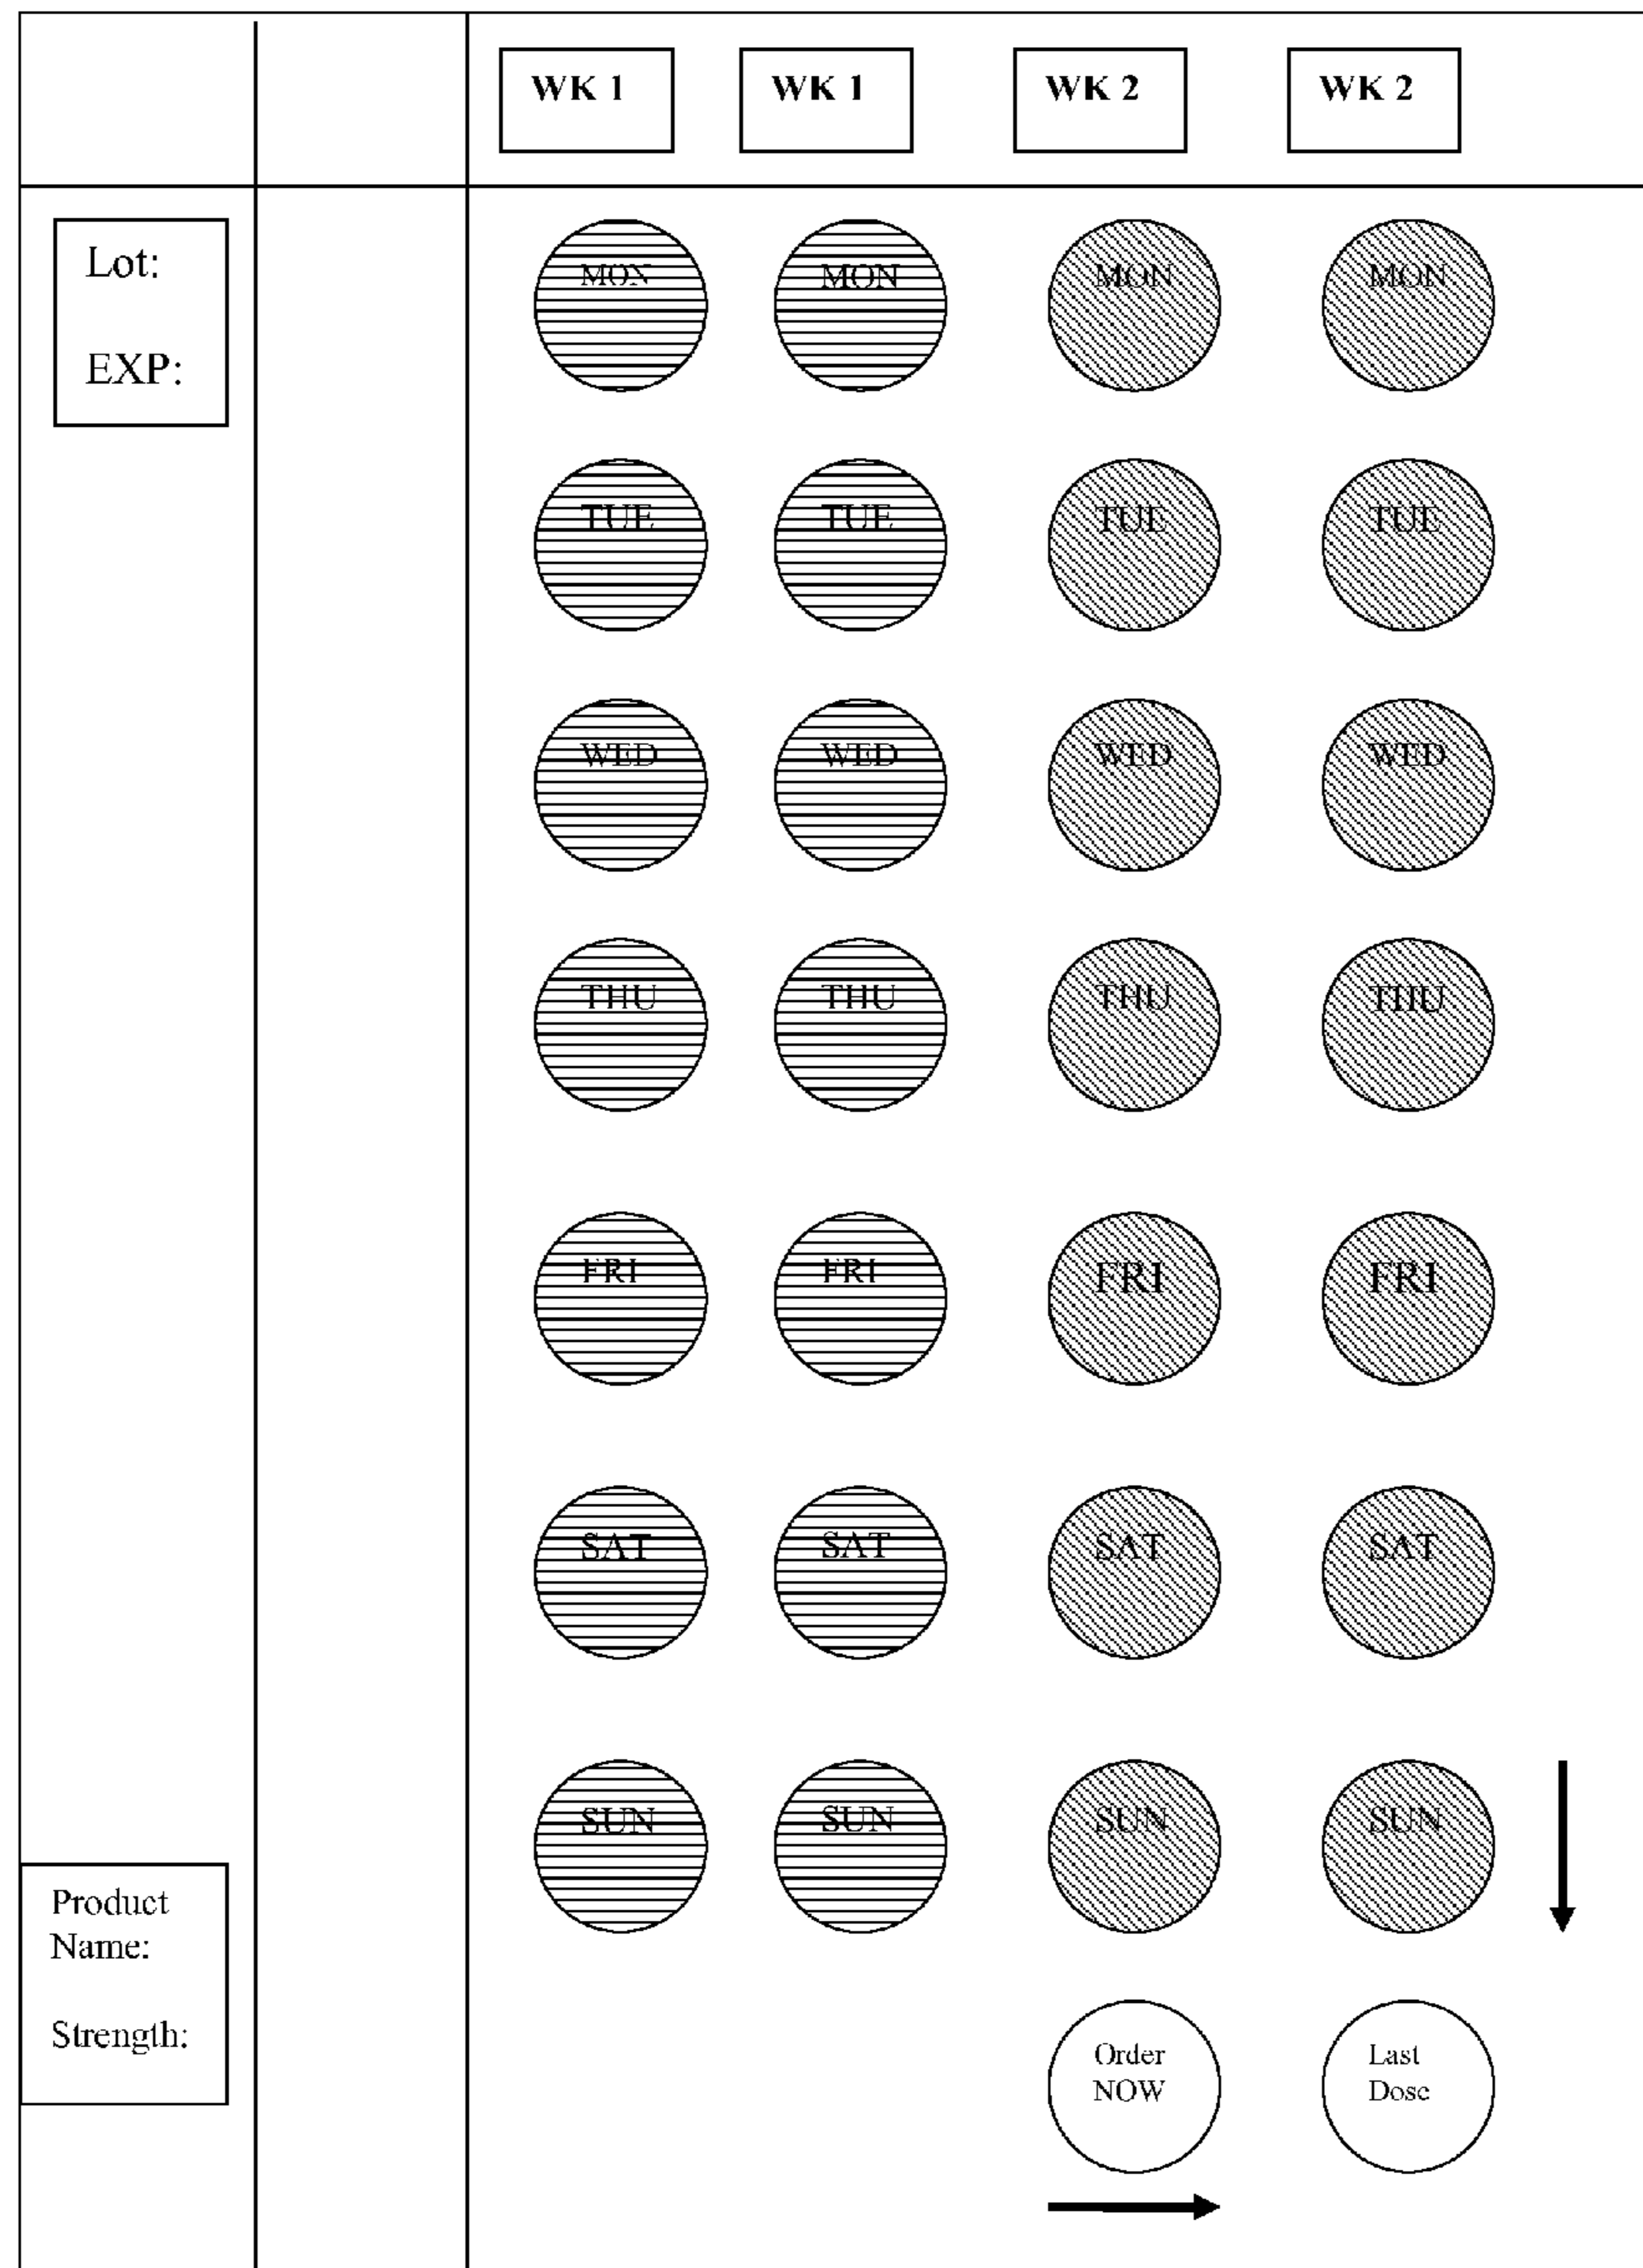 WK 1 WK 1 WK 2 WK 2
Lot:
EXP:
MON MON MON MON
TUE TUE TUE TUE
WED WED WED WED
THU THU THU THU
FRI FRI FRI FRI
SAT SAT SAT SAT
SUN SUN SUN SUN
Product
Name:
Strength:
Order
NOW
Last
Dose